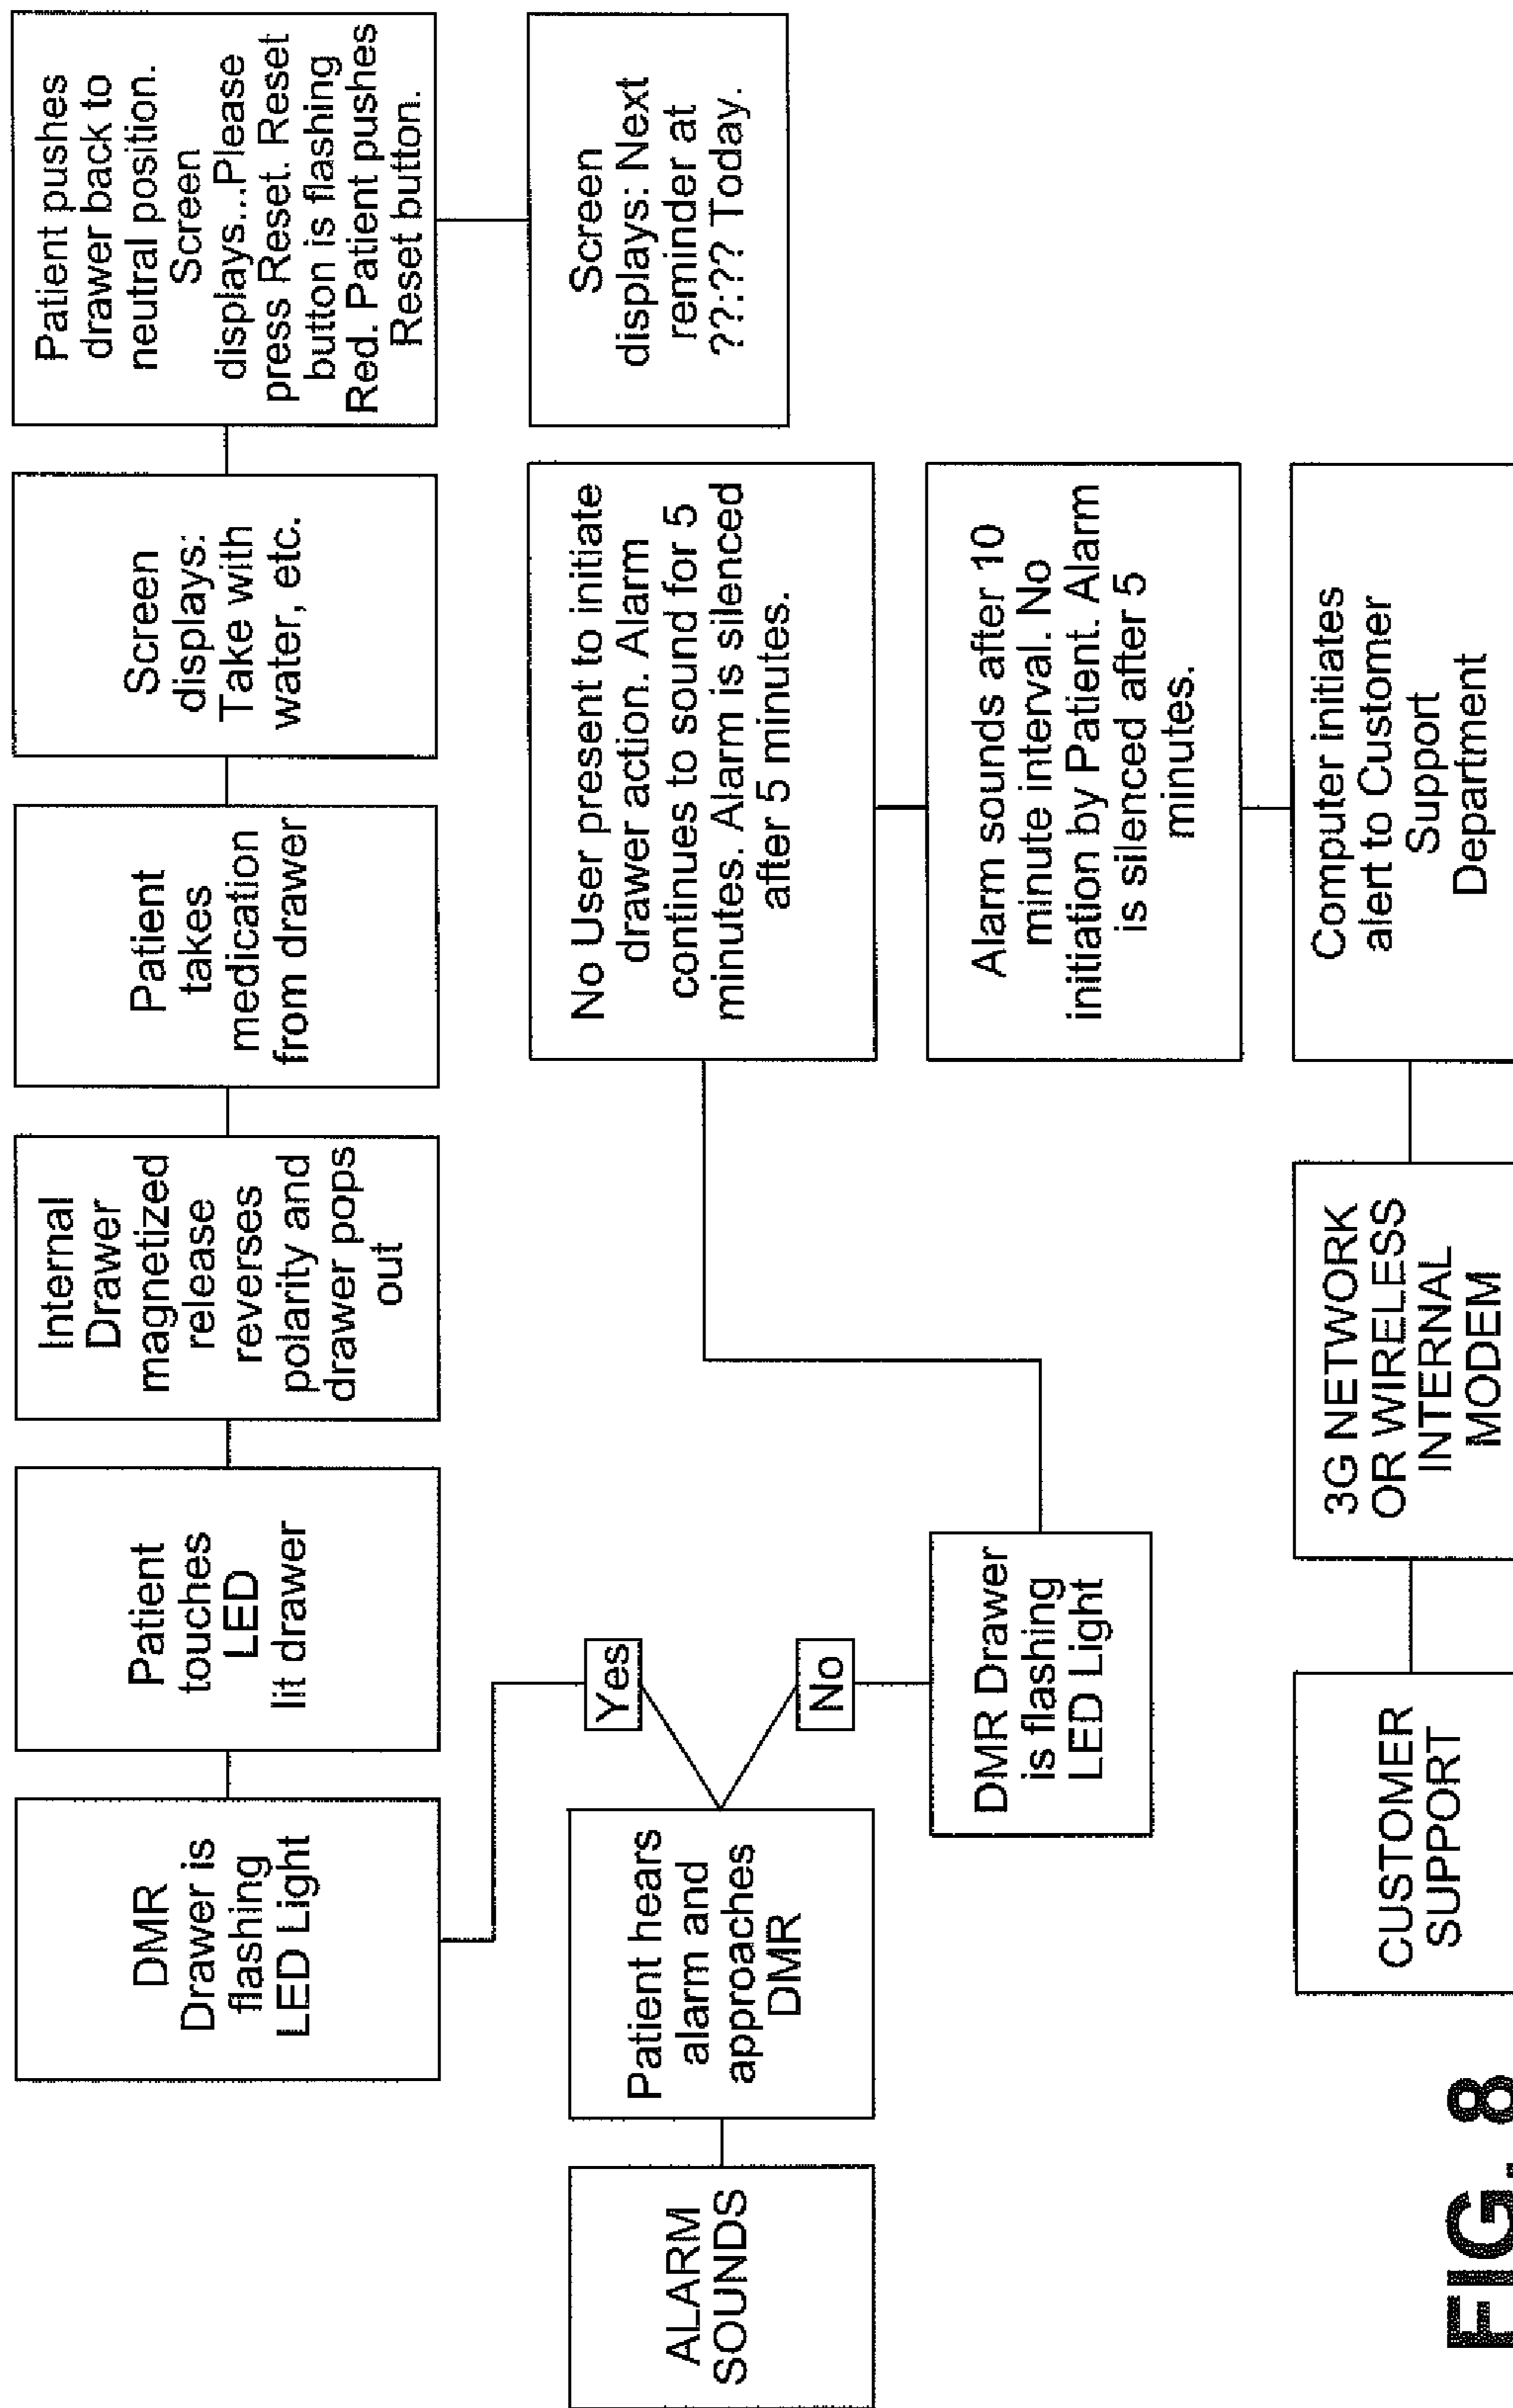 ALARM
SOUNDS
Patient hears
alarm and
approaches
DMR
Yes
No
DMR
Drawer is
flashing
LED Light
Patient
touches
LED
lit drawer
Internal
Drawer
magnetized
release
reverses
polarity and
drawer pops
out
Patient
takes
medication
from drawer
Screen
displays:
Take with
water, etc.
Patient pushes
drawer back to
neutral position.
Screen
displays...Please
press Reset. Reset
button is flashing
Red. Patient pushes
Reset button.
Screen
displays: Next
reminder at
??:?? Today.
DMR Drawer
is flashing
LED Light
No User present to initiate
drawer action. Alarm
continues to sound for 5
minutes. Alarm is silenced
after 5 minutes.
Alarm sounds after 10
minute interval. No
initiation by Patient. Alarm
is silenced after 5
minutes.
Computer initiates
alert to Customer
Support
Department
3G NETWORK
OR WIRELESS
INTERNAL
MODEM
CUSTOMER
SUPPORT
FIG. 8